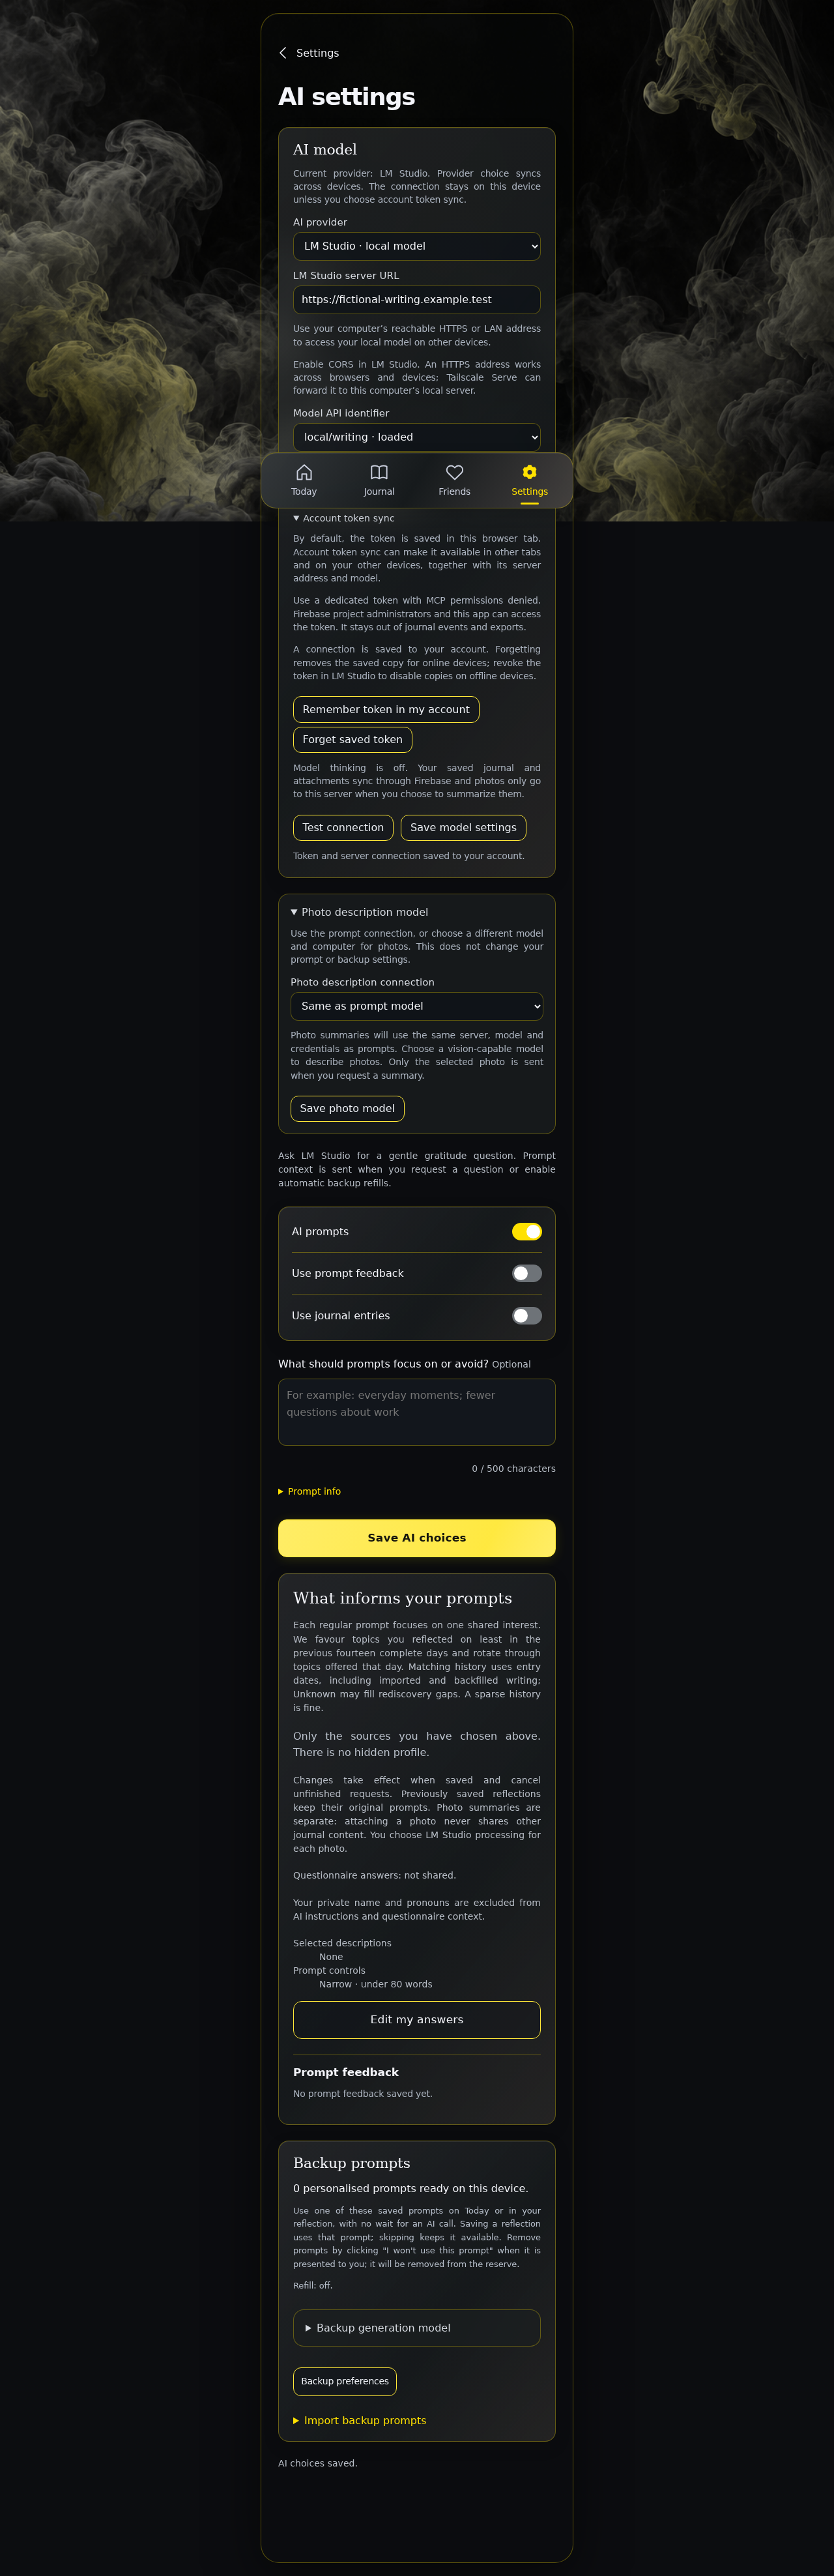 Settings
AI settings
AI model
Current provider: LM Studio. Provider choice syncs
across devices. The connection stays on this device
unless you choose account token sync.
AI provider
LM Studio · local model
LM Studio server URL
https://fictional-writing.example.test
Use your computer’s reachable HTTPS or LAN address
to access your local model on other devices.
Enable CORS in LM Studio. An HTTPS address works
across browsers and devices; Tailscale Serve can
forward it to this computer’s local server.
Model API identifier
local/writing · loaded
Today
Journal
Friends
Settings
Account token sync
By default, the token is saved in this browser tab.
Account token sync can make it available in other tabs
and on your other devices, together with its server
address and model.
Use a dedicated token with MCP permissions denied.
Firebase project administrators and this app can access
the token. It stays out of journal events and exports.
A connection is saved to your account. Forgetting
removes the saved copy for online devices; revoke the
token in LM Studio to disable copies on offline devices.
Remember token in my account
Forget saved token
Model thinking is off. Your saved journal and
attachments sync through Firebase and photos only go
to this server when you choose to summarize them.
Test connection
Save model settings
Token and server connection saved to your account.
Photo description model
Use the prompt connection, or choose a different model
and computer for photos. This does not change your
prompt or backup settings.
Photo description connection
Same as prompt model
Photo summaries will use the same server, model and
credentials as prompts. Choose a vision-capable model
to describe photos. Only the selected photo is sent
when you request a summary.
Save photo model
Ask LM Studio for a gentle gratitude question. Prompt
context is sent when you request a question or enable
automatic backup refills.
AI prompts
Use prompt feedback
Use journal entries
What should prompts focus on or avoid? Optional
For example: everyday moments; fewer
questions about work
0 / 500 characters
Prompt info
Save AI choices
What informs your prompts
Each regular prompt focuses on one shared interest.
We favour topics you reflected on least in the
previous fourteen complete days and rotate through
topics offered that day. Matching history uses entry
dates, including imported and backfilled writing;
Unknown may fill rediscovery gaps. A sparse history
is fine.
Only the sources you have chosen above.
There is no hidden profile.
Changes take effect when saved and cancel
unfinished requests. Previously saved reflections
keep their original prompts. Photo summaries are
separate: attaching a photo never shares other
journal content. You choose LM Studio processing for
each photo.
Questionnaire answers: not shared.
Your private name and pronouns are excluded from
AI instructions and questionnaire context.
Selected descriptions
None
Prompt controls
Narrow · under 80 words
Edit my answers
Prompt feedback
No prompt feedback saved yet.
Backup prompts
0 personalised prompts ready on this device.
Use one of these saved prompts on Today or in your
reflection, with no wait for an AI call. Saving a reflection
uses that prompt; skipping keeps it available. Remove
prompts by clicking "I won't use this prompt" when it is
presented to you; it will be removed from the reserve.
Refill: off.
Backup generation model
Backup preferences
Import backup prompts
AI choices saved.